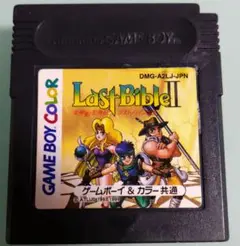 Nintendo GAME BOY
DMG-A2LJ-JPN
GAME BOY COLOR
Last Bible II
ゲームボーイ&カラー共通